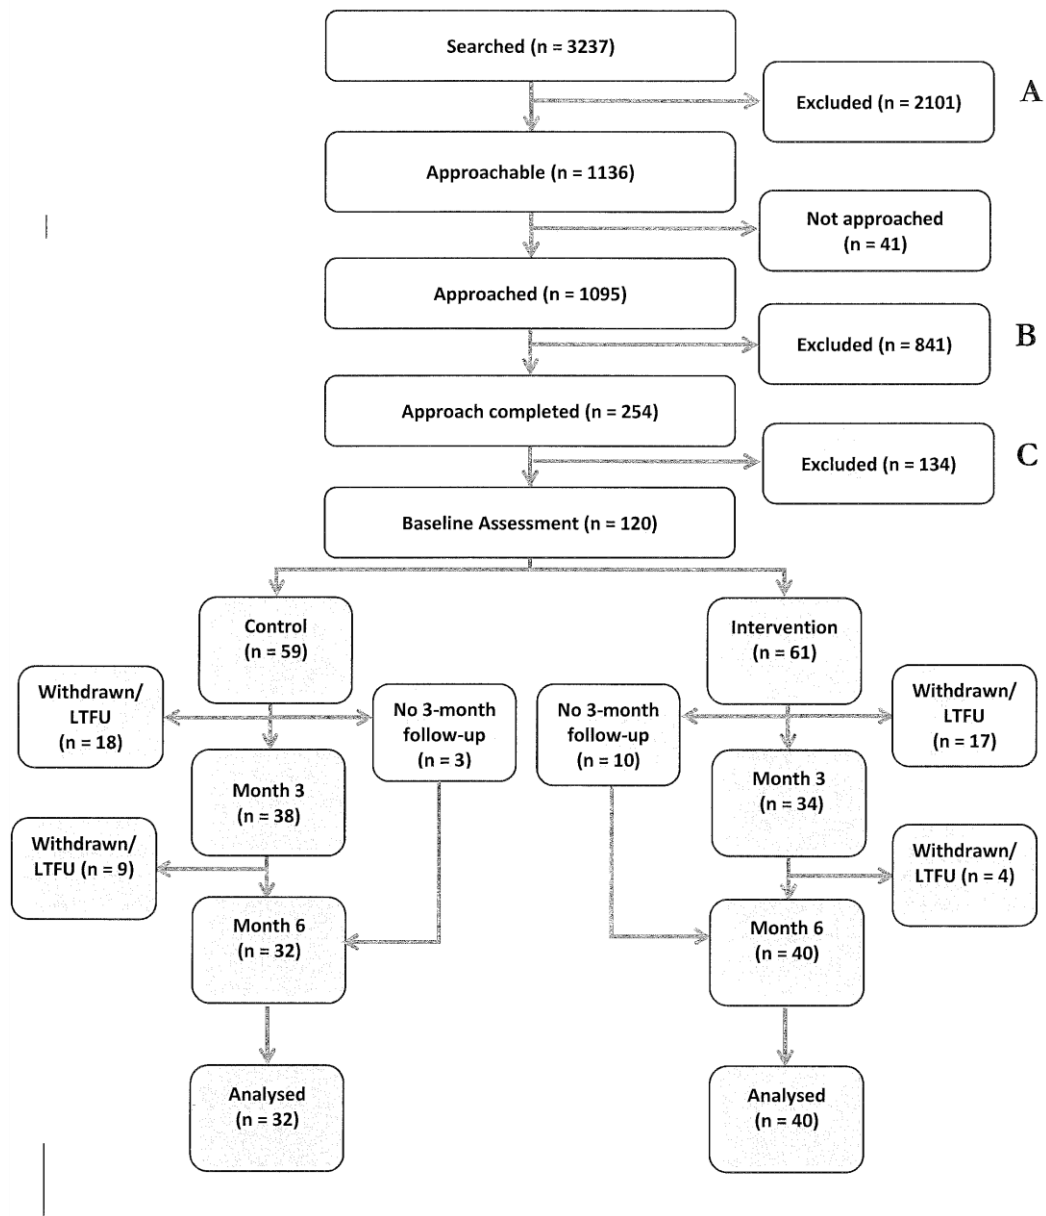 Searched (n = 3237)
Excluded (n = 2101)
A
Approachable (n = 1136)
Not approached
(n = 41)
Approached (n = 1095)
Excluded (n = 841)
B
Approach completed (n = 254)
Excluded (n = 134)
C
Baseline Assessment (n = 120)
Control
(n = 59)
Intervention
(n = 61)
Withdrawn/
LTFU
(n = 18)
No 3-month
follow-up
(n = 3)
No 3-month
follow-up
(n = 10)
Withdrawn/
LTFU
(n = 17)
Month 3
(n = 38)
Month 3
(n = 34)
Withdrawn/
LTFU (n = 9)
Withdrawn/
LTFU (n = 4)
Month 6
(n = 32)
Month 6
(n = 40)
Analysed
(n = 32)
Analysed
(n = 40)